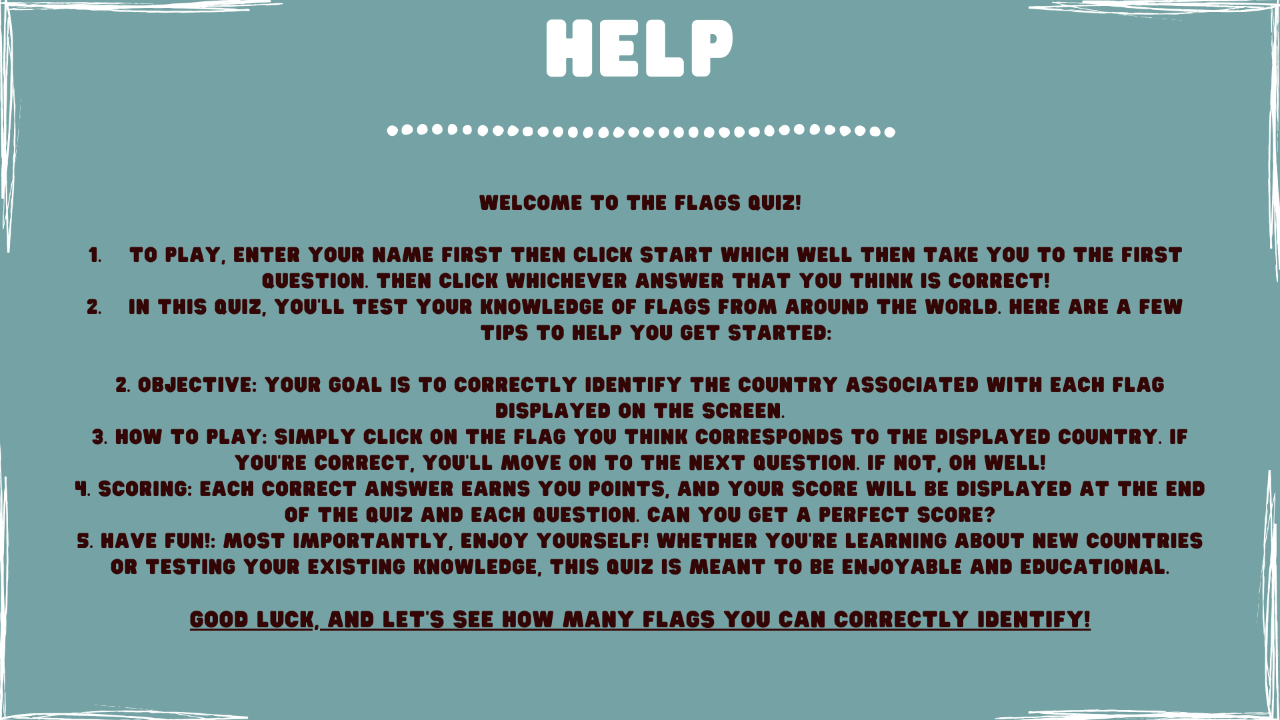 HELP
WELCOME TO THE FLAGS QUIZ!
1. TO PLAY, ENTER YOUR NAME FIRST THEN CLICK START WHICH WELL THEN TAKE YOU TO THE FIRST
QUESTION. THEN CLICK WHICHEVER ANSWER THAT YOU THINK IS CORRECT!
2. IN THIS QUIZ, YOU'LL TEST YOUR KNOWLEDGE OF FLAGS FROM AROUND THE WORLD. HERE ARE A FEW
TIPS TO HELP YOU GET STARTED:
2. OBJECTIVE: YOUR GOAL IS TO CORRECTLY IDENTIFY THE COUNTRY ASSOCIATED WITH EACH FLAG
DISPLAYED ON THE SCREEN.
3. HOW TO PLAY: SIMPLY CLICK ON THE FLAG YOU THINK CORRESPONDS TO THE DISPLAYED COUNTRY. IF
YOU'RE CORRECT, YOU'LL MOVE ON TO THE NEXT QUESTION. IF NOT, OH WELL!
4. SCORING: EACH CORRECT ANSWER EARNS YOU POINTS, AND YOUR SCORE WILL BE DISPLAYED AT THE END
OF THE QUIZ AND EACH QUESTION. CAN YOU GET A PERFECT SCORE?
5. HAVE FUN!: MOST IMPORTANTLY, ENJOY YOURSELF! WHETHER YOU'RE LEARNING ABOUT NEW COUNTRIES
OR TESTING YOUR EXISTING KNOWLEDGE, THIS QUIZ IS MEANT TO BE ENJOYABLE AND EDUCATIONAL.
GOOD LUCK, AND LET'S SEE HOW MANY FLAGS YOU CAN CORRECTLY IDENTIFY!